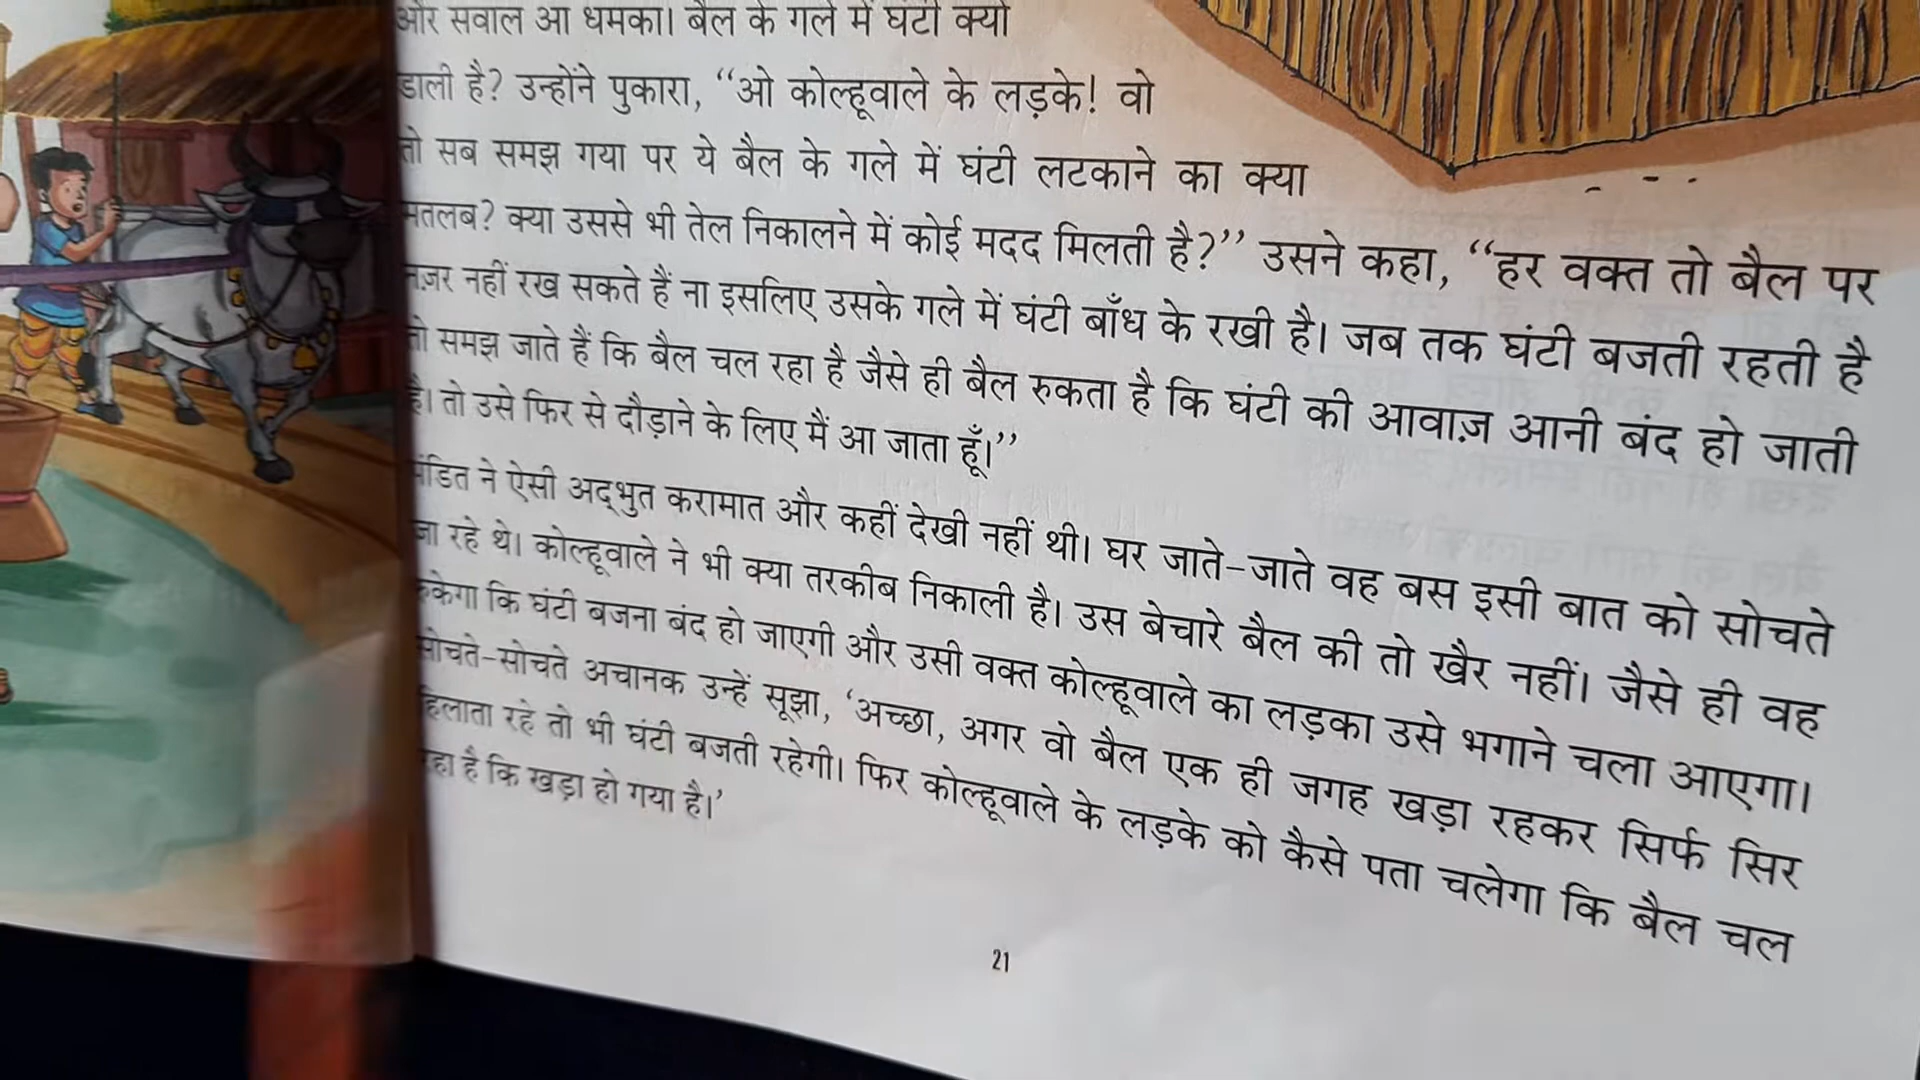 और सवाल आ धमका। बैल के गले में घंटी क्यों
डाली है? उन्होंने पुकारा, “ओ कोल्हूवाले के लड़के! वो
तो सब समझ गया पर ये बैल के गले में घंटी लटकाने का क्या
मतलब? क्या उससे भी तेल निकालने में कोई मदद मिलती है?” उसने कहा, “हर वक्त तो बैल पर
नज़र नहीं रख सकते हैं ना इसलिए उसके गले में घंटी बाँध के रखी है। जब तक घंटी बजती रहती है
तो समझ जाते हैं कि बैल चल रहा है जैसे ही बैल रुकता है कि घंटी की आवाज़ आनी बंद हो जाती
है। तो उसे फिर से दौड़ाने के लिए मैं आ जाता हूँ।”
पंडित ने ऐसी अद्भुत करामात और कहीं देखी नहीं थी। घर जाते-जाते वह बस इसी बात को सोचते
जा रहे थे। कोल्हूवाले ने भी क्या तरकीब निकाली है। उस बेचारे बैल की तो खैर नहीं। जैसे ही वह
रुकेगा कि घंटी बजना बंद हो जाएगी और उसी वक्त कोल्हूवाले का लड़का उसे भगाने चला आएगा।
सोचते-सोचते अचानक उन्हें सूझा, ‘अच्छा, अगर वो बैल एक ही जगह खड़ा रहकर सिर्फ सिर
हिलाता रहे तो भी घंटी बजती रहेगी। फिर कोल्हूवाले के लड़के को कैसे पता चलेगा कि बैल चल
रहा है कि खड़ा हो गया है।’
21